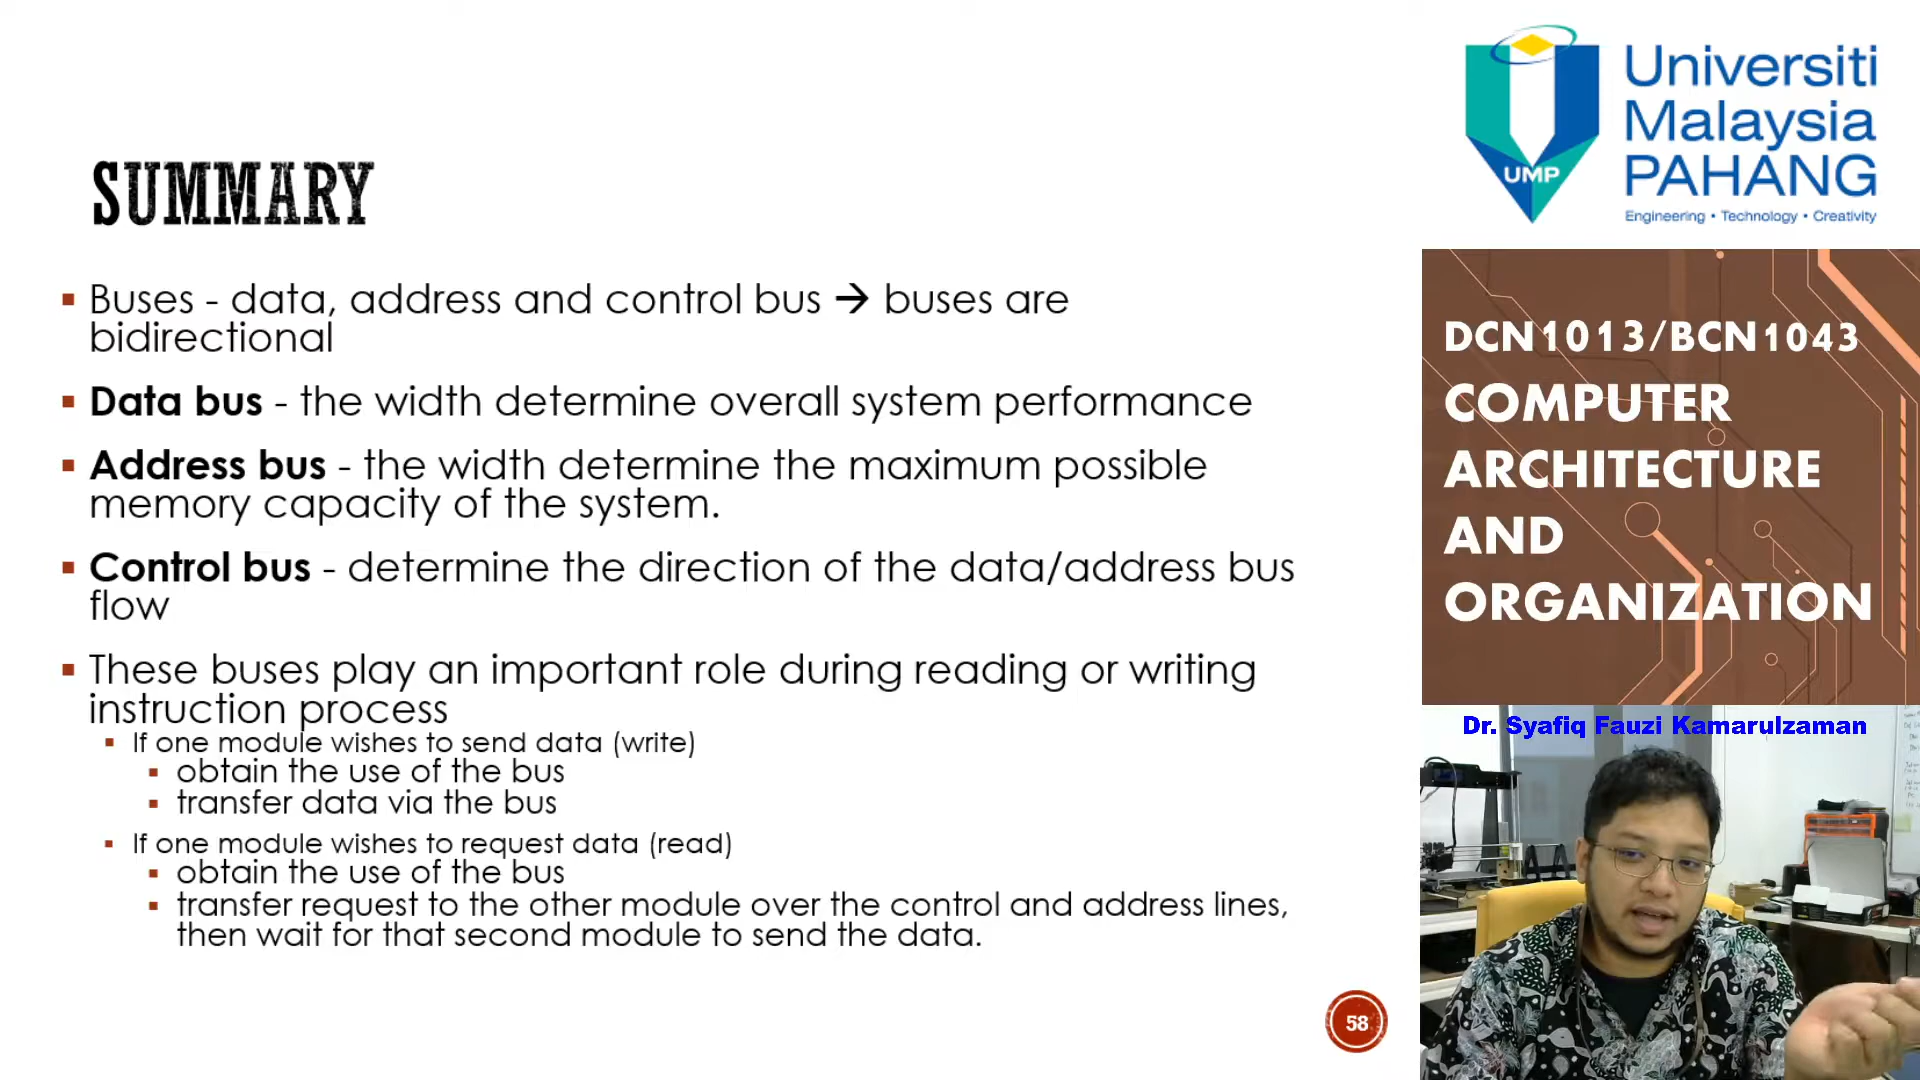 SUMMARY
▪ Buses - data, address and control bus → buses are
bidirectional
▪ Data bus - the width determine overall system performance
▪ Address bus - the width determine the maximum possible
memory capacity of the system.
▪ Control bus - determine the direction of the data/address bus
flow
▪ These buses play an important role during reading or writing
instruction process
▪ If one module wishes to send data (write)
▪ obtain the use of the bus
▪ transfer data via the bus
▪ If one module wishes to request data (read)
▪ obtain the use of the bus
▪ transfer request to the other module over the control and address lines,
then wait for that second module to send the data.
58
UMP
Universiti
Malaysia
PAHANG
Engineering • Technology • Creativity
DCN1013/BCN1043
COMPUTER
ARCHITECTURE
AND
ORGANIZATION
Dr. Syafiq Fauzi Kamarulzaman